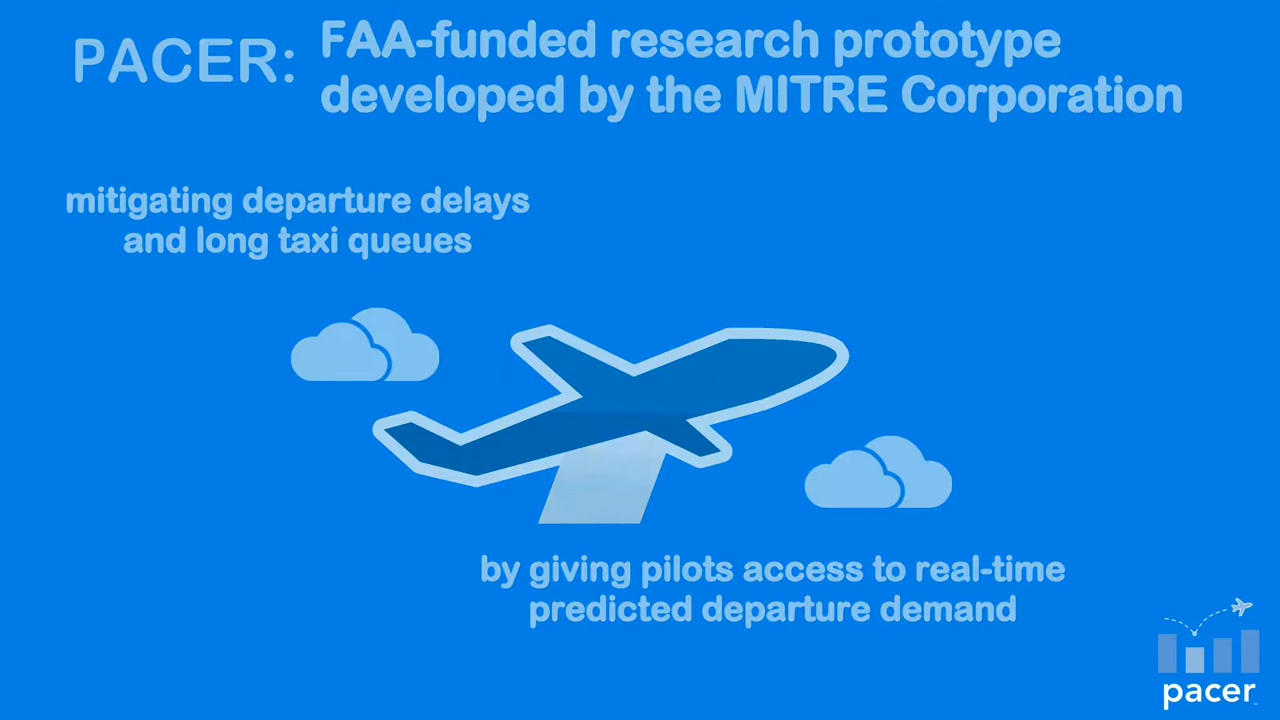 PACER:
FAA-funded research prototype
developed by the MITRE Corporation
mitigating departure delays
and long taxi queues
by giving pilots access to real-time
predicted departure demand
pacer